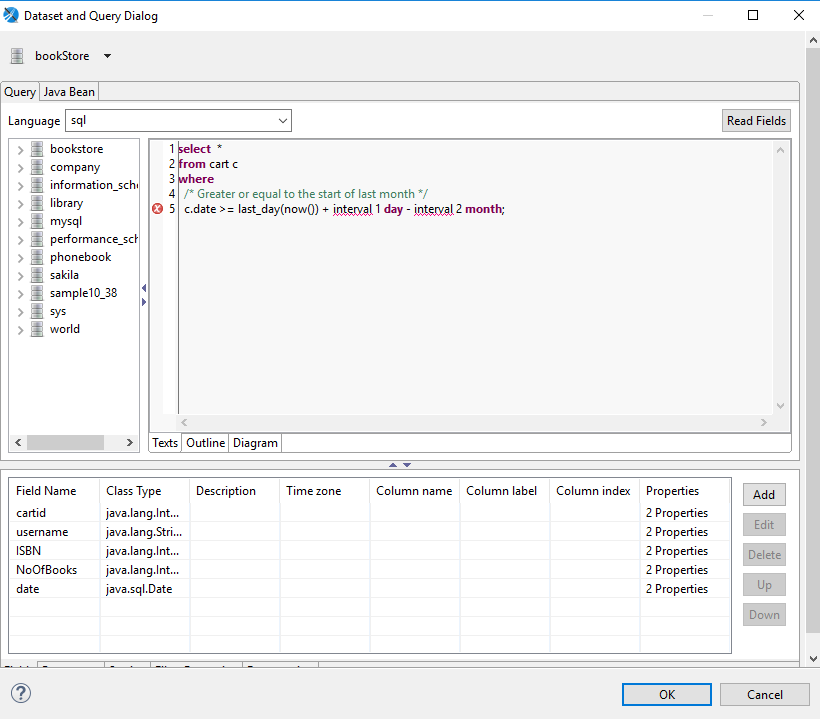 Dataset and Query Dialog
bookStore
Query Java Bean
Language sql Read Fields
bookstore
company
information_sch
library
mysql
performance_sch
phonebook
sakila
sample10_38
sys
world
1 select *
2 from cart c
3 where
4 /* Greater or equal to the start of last month */
5 c.date >= last_day(now()) + interval 1 day - interval 2 month;
Texts Outline Diagram
Field Name Class Type Description Time zone Column name Column label Column index Properties
cartid java.lang.Int... 2 Properties
username java.lang.Stri... 2 Properties
ISBN java.lang.Int... 2 Properties
NoOfBooks java.lang.Int... 2 Properties
date java.sql.Date 2 Properties
Add
Edit
Delete
Up
Down
OK Cancel